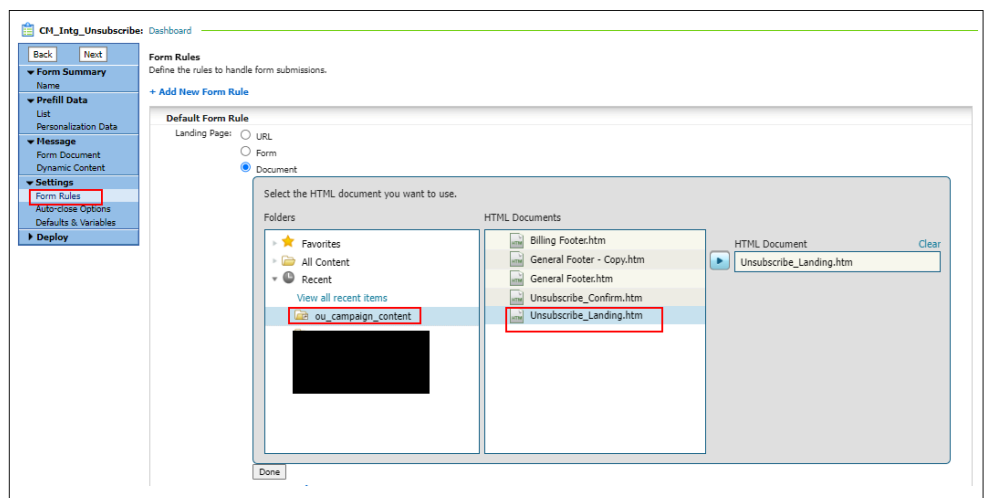 CM_Intg_Unsubscribe: Dashboard
Back Next
Form Summary
Name
Prefill Data
List
Personalization Data
Message
Form Document
Dynamic Content
Settings
Form Rules
Auto-close Options
Defaults & Variables
Deploy
Form Rules
Define the rules to handle form submissions.
+ Add New Form Rule
Default Form Rule
Landing Page: URL
Form
Document
Select the HTML document you want to use.
Folders
Favorites
All Content
Recent
View all recent items
ou_campaign_content
HTML Documents
Billing Footer.htm
General Footer - Copy.htm
General Footer.htm
Unsubscribe_Confirm.htm
Unsubscribe_Landing.htm
HTML Document Clear
Unsubscribe_Landing.htm
Done